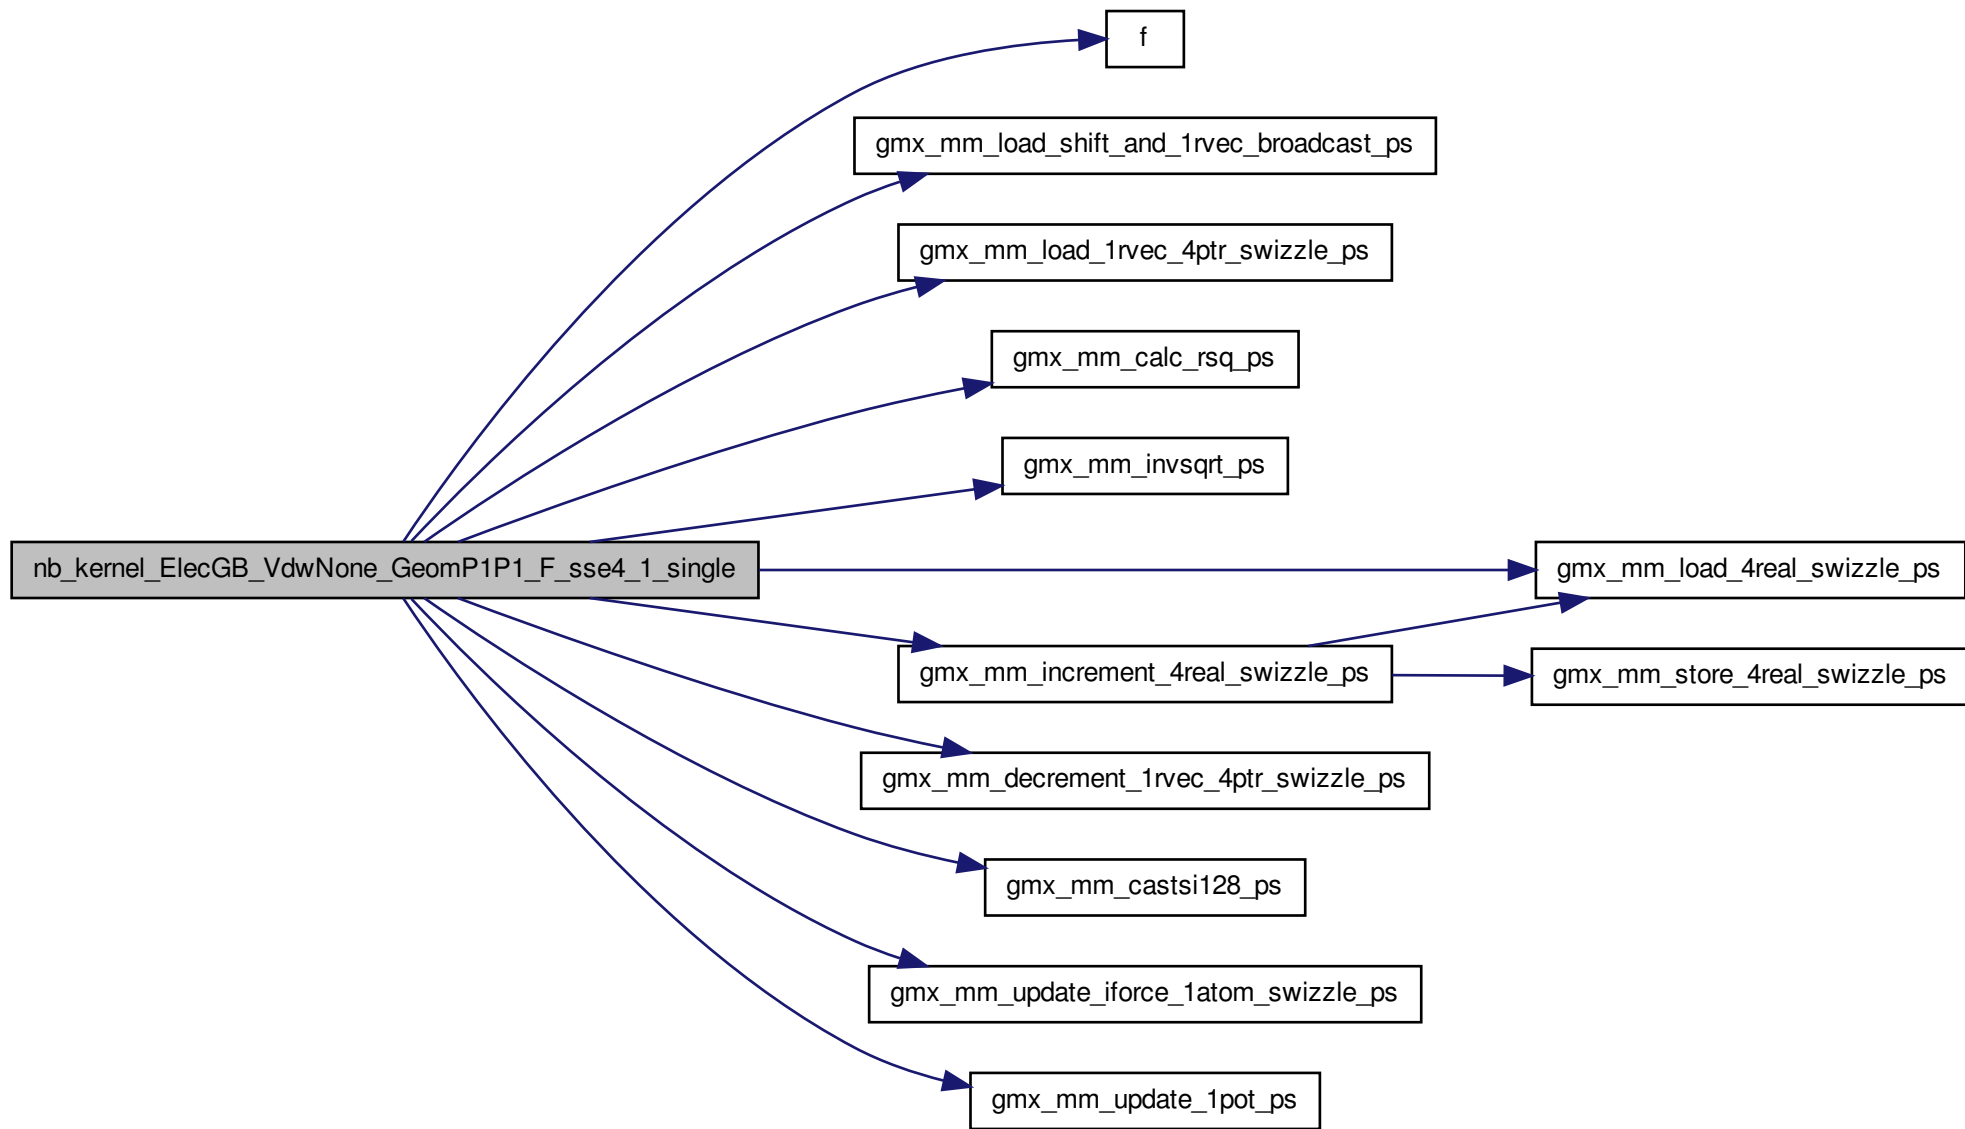 f
gmx_mm_load_shift_and_1rvec_broadcast_ps
gmx_mm_load_1rvec_4ptr_swizzle_ps
gmx_mm_calc_rsq_ps
gmx_mm_invsqrt_ps
nb_kernel_ElecGB_VdwNone_GeomP1P1_F_sse4_1_single
gmx_mm_load_4real_swizzle_ps
gmx_mm_increment_4real_swizzle_ps
gmx_mm_store_4real_swizzle_ps
gmx_mm_decrement_1rvec_4ptr_swizzle_ps
gmx_mm_castsi128_ps
gmx_mm_update_iforce_1atom_swizzle_ps
gmx_mm_update_1pot_ps